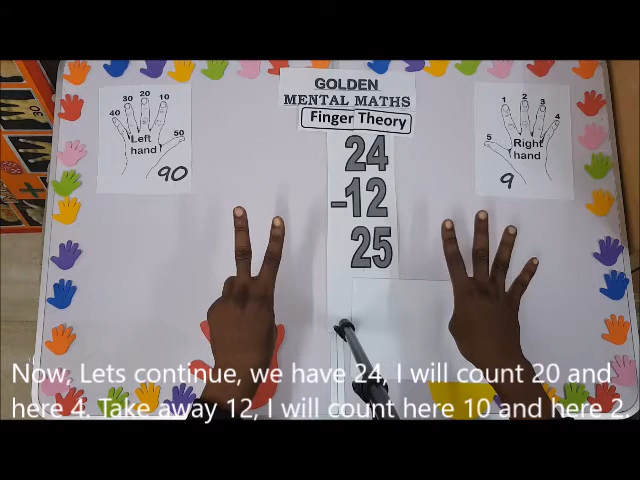 GOLDEN
MENTAL MATHS
Finger Theory
40 30 20 10 50
Left
hand
90
24
-12
25
5 1 2 3 4
Right
hand
9
Now, Lets continue, we have 24, I will count 20 and
here 4. Take away 12, I will count here 10 and here 2.